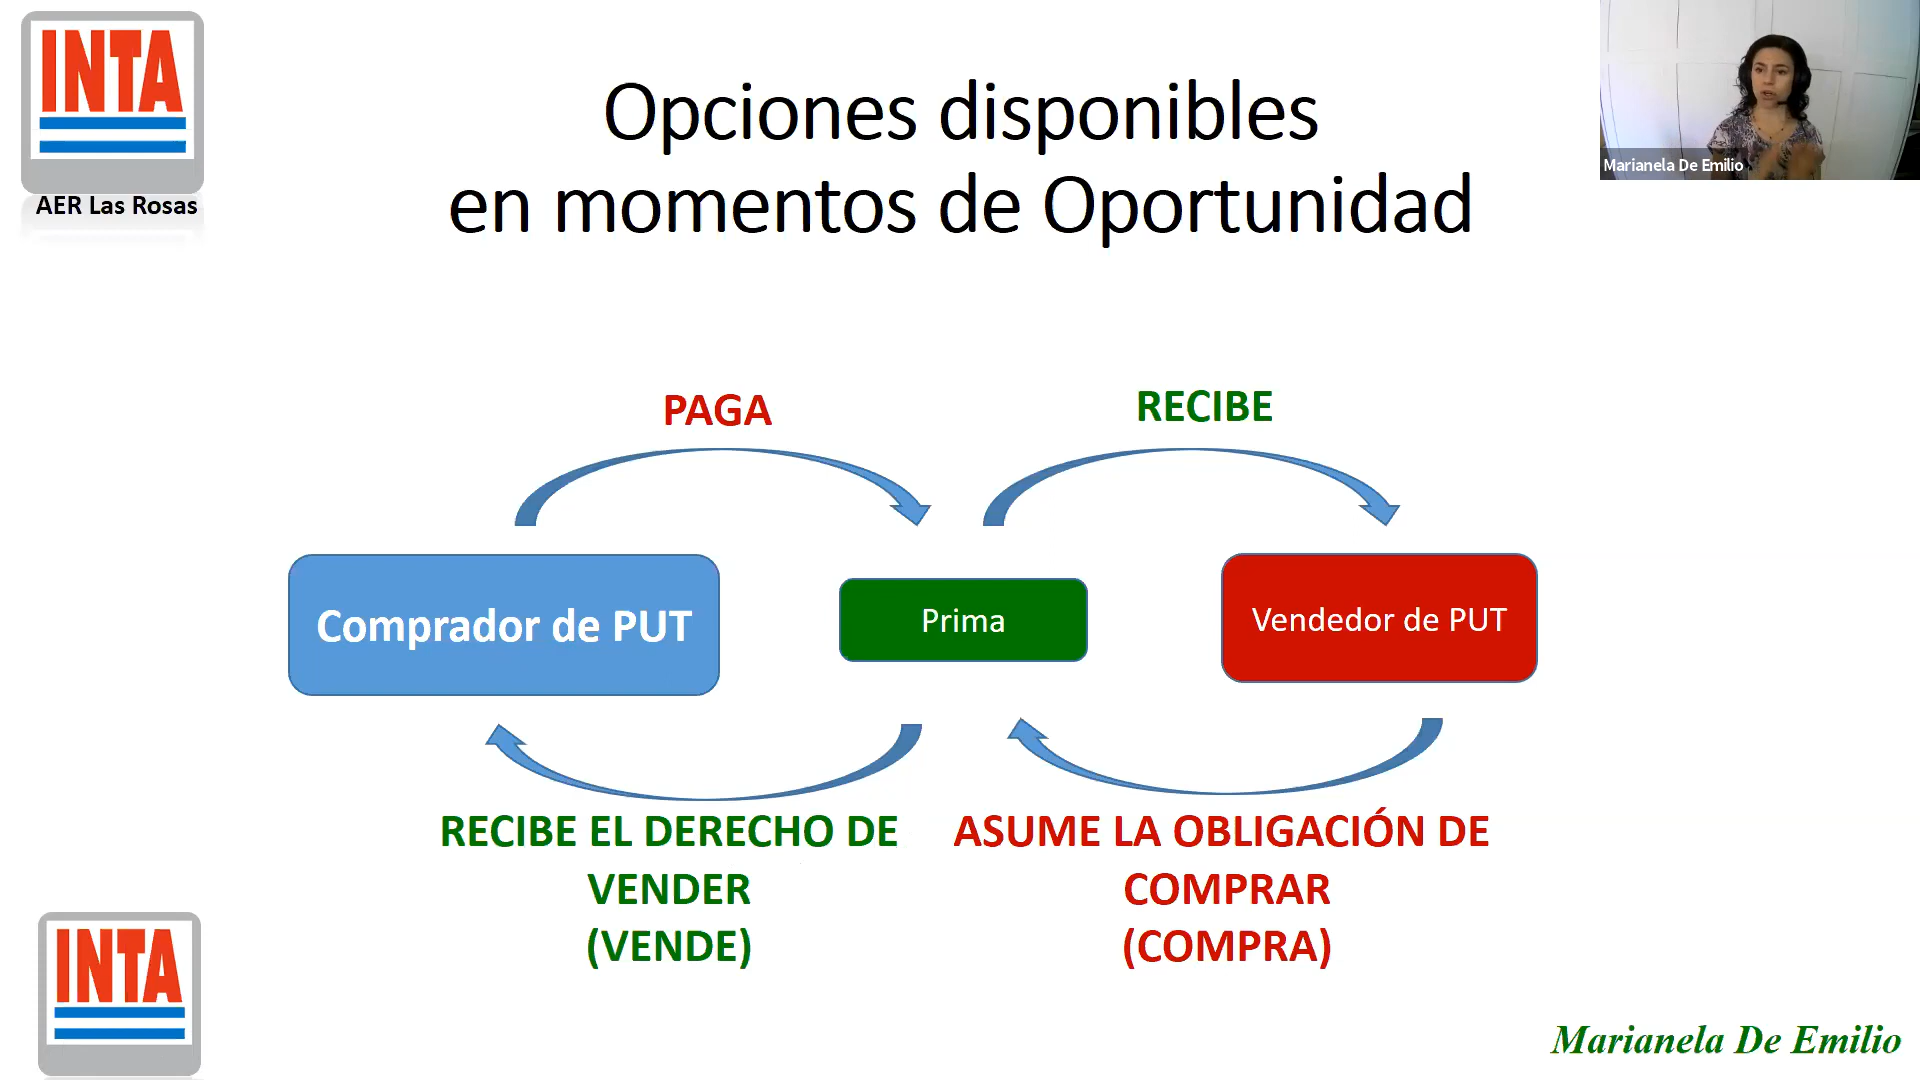 INTA
AER Las Rosas
Opciones disponibles
en momentos de Oportunidad
Marianela De Emilio
PAGA
RECIBE
Comprador de PUT
Prima
Vendedor de PUT
RECIBE EL DERECHO DE
VENDER
(VENDE)
ASUME LA OBLIGACIÓN DE
COMPRAR
(COMPRA)
INTA
Marianela De Emilio